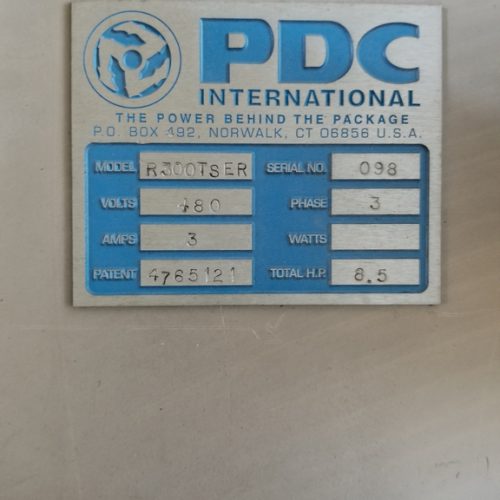 PDC
INTERNATIONAL
THE POWER BEHIND THE PACKAGE
P.O. BOX 492, NORWALK, CT 06856 U.S.A.
MODEL R300TSER SERIAL NO. 098
VOLTS 480 PHASE 3
AMPS 3 WATTS
PATENT 4765121 TOTAL H.P. 8.5